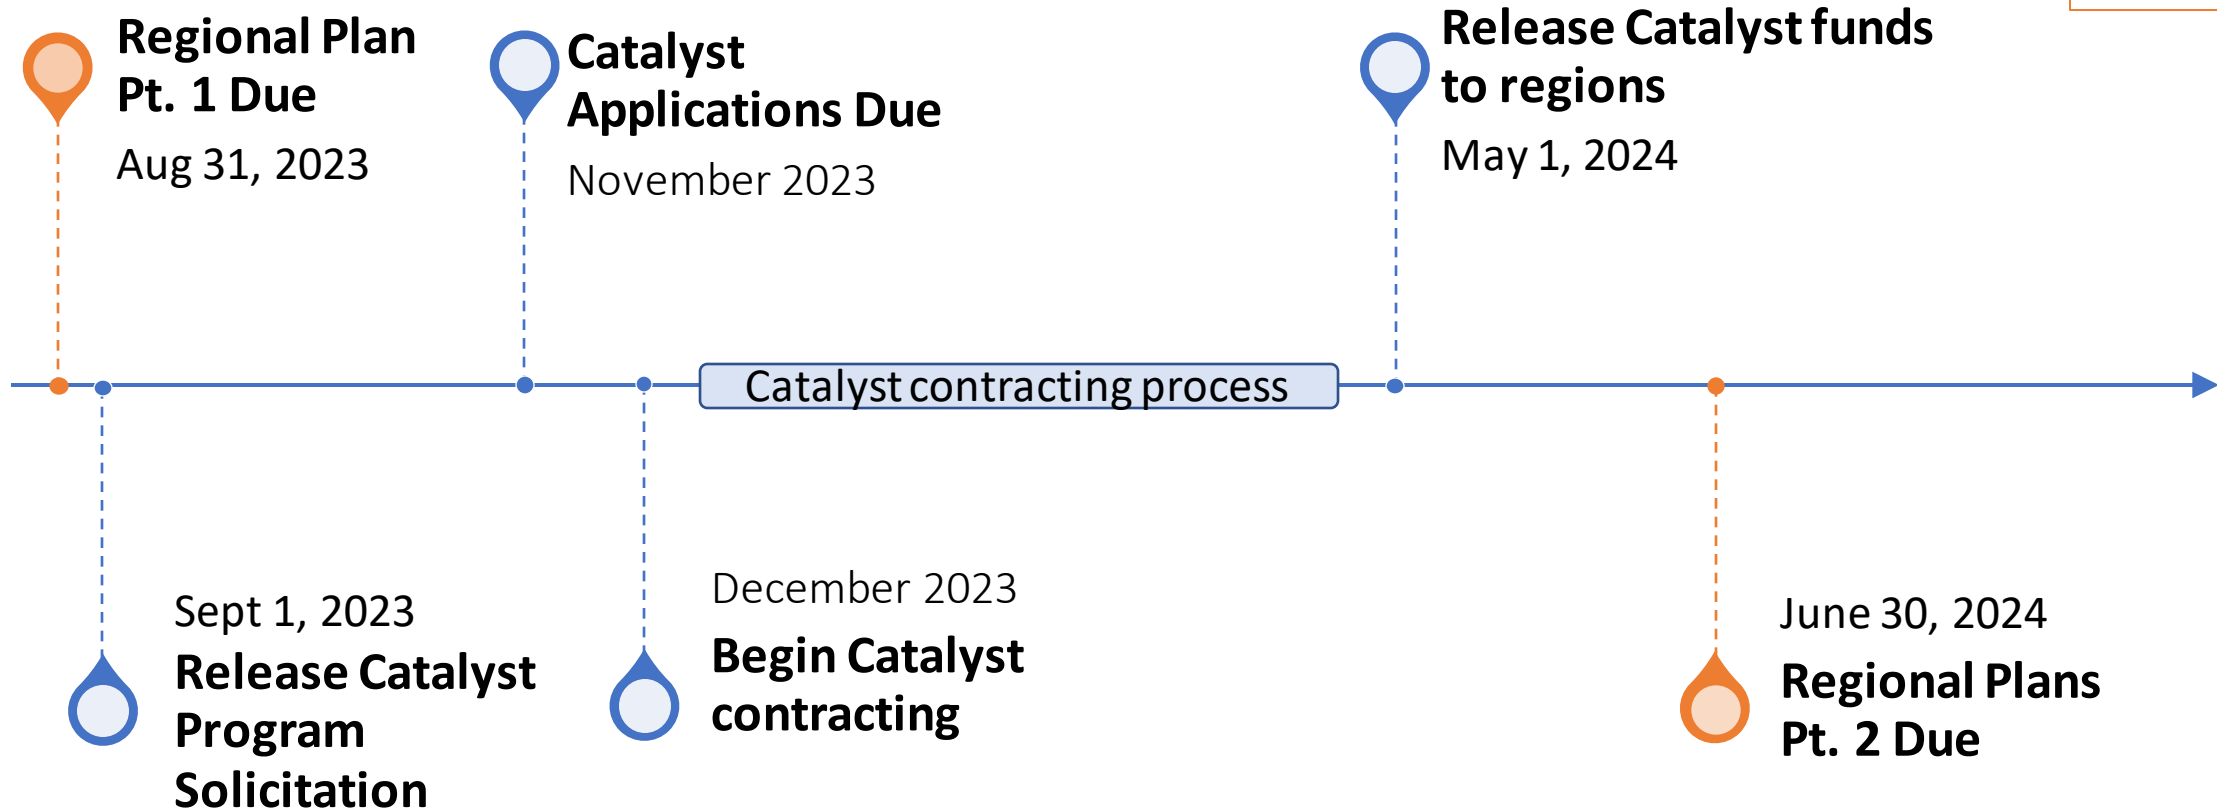 Regional Plan
Pt. 1 Due
Aug 31, 2023
Catalyst
Applications Due
November 2023
Release Catalyst funds
to regions
May 1, 2024
Catalyst contracting process
Sept 1, 2023
Release Catalyst
Program
Solicitation
December 2023
Begin Catalyst
contracting
June 30, 2024
Regional Plans
Pt. 2 Due